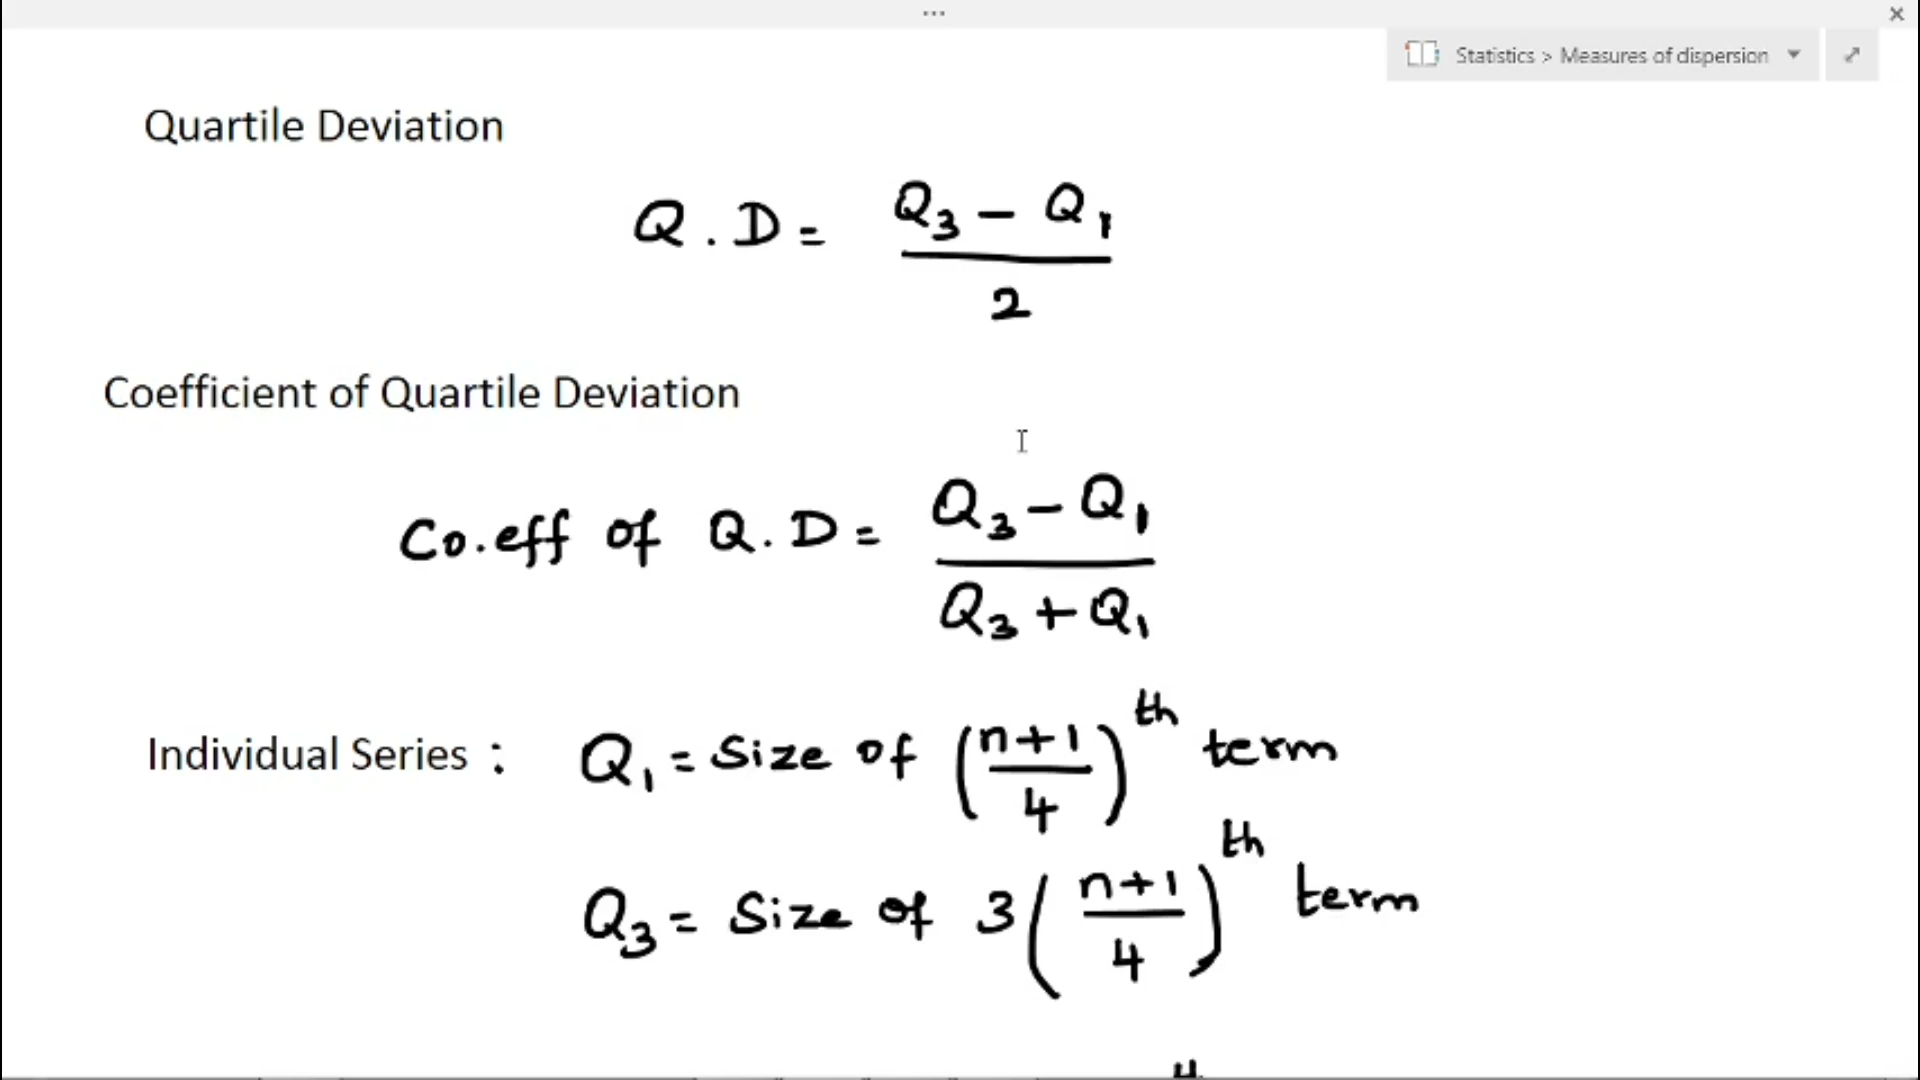 Statistics > Measures of dispersion
Quartile Deviation
Q.D = (Q₃ − Q₁) / 2
Coefficient of Quartile Deviation
Co.eff of Q.D = (Q₃ − Q₁) / (Q₃ + Q₁)
Individual Series : Q₁ = Size of ((n+1)/4)th term
Q₃ = Size of 3((n+1)/4)th term